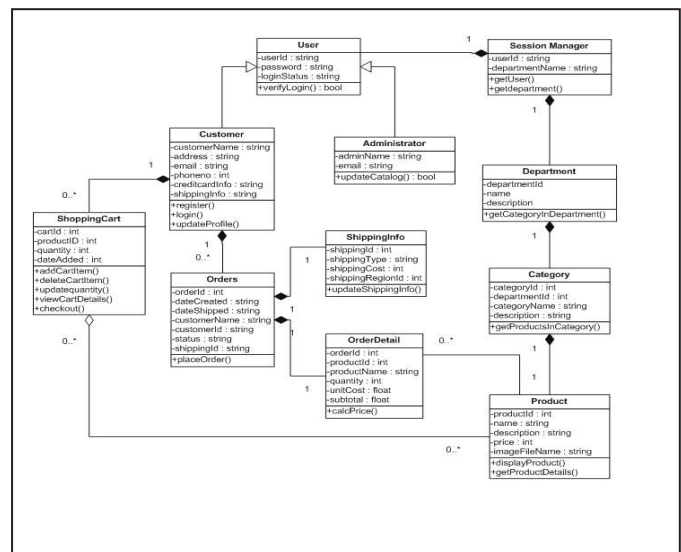 User
-userId : string
-password : string
-loginStatus : string
+verifyLogin() : bool
1
Session Manager
-userId : string
-departmentName : string
+getUser()
+getdepartment()
1
Customer
-customerName : string
-address : string
-email : string
-phoneno : int
-creditcardInfo : string
-shippingInfo : string
+register()
+login()
+updateProfile()
1
0..*
1
0..*
Administrator
-adminName : string
-email : string
+updateCatalog() : bool
Department
-departmentId
-name
-description
+getCategoryInDepartment()
1
ShoppingCart
-cartId : int
-productID : int
-quantity : int
-dateAdded : int
+addCartItem()
+deleteCartItem()
+updatequantity()
+viewCartDetails()
+checkout()
0..*
Orders
-orderId : int
-dateCreated : string
-dateShipped : string
-customerName : string
-customerId : string
-status : string
-shippingId : string
+placeOrder()
1
1
1
1
ShippingInfo
-shippingId : int
-shippingType : string
-shippingCost : int
-shippingRegionId : int
+updateShippingInfo()
Category
-categoryId : int
-departmentId : int
-categoryName : string
-description : string
+getProductsInCategory()
1
1
OrderDetail
-orderId : int
-productId : int
-productName : string
-quantity : int
-unitCost : float
-subtotal : float
+calcPrice()
0..*
1
Product
-productId : int
-name : string
-description : string
-price : int
-imageFileName : string
+displayProduct()
+getProductDetails()
0..*